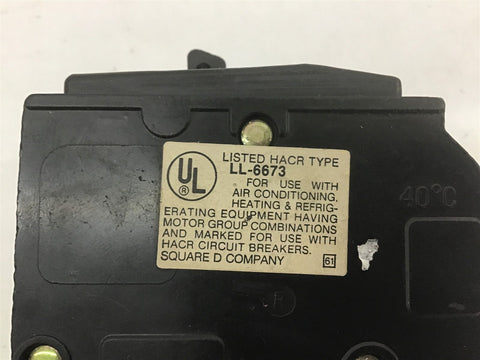 LISTED HACR TYPE
UL
®
LL-6673
FOR USE WITH
AIR CONDITIONING,
HEATING & REFRIG-
ERATING EQUIPMENT HAVING
MOTOR GROUP COMBINATIONS
AND MARKED FOR USE WITH
HACR CIRCUIT BREAKERS.
SQUARE D COMPANY
61
40°C